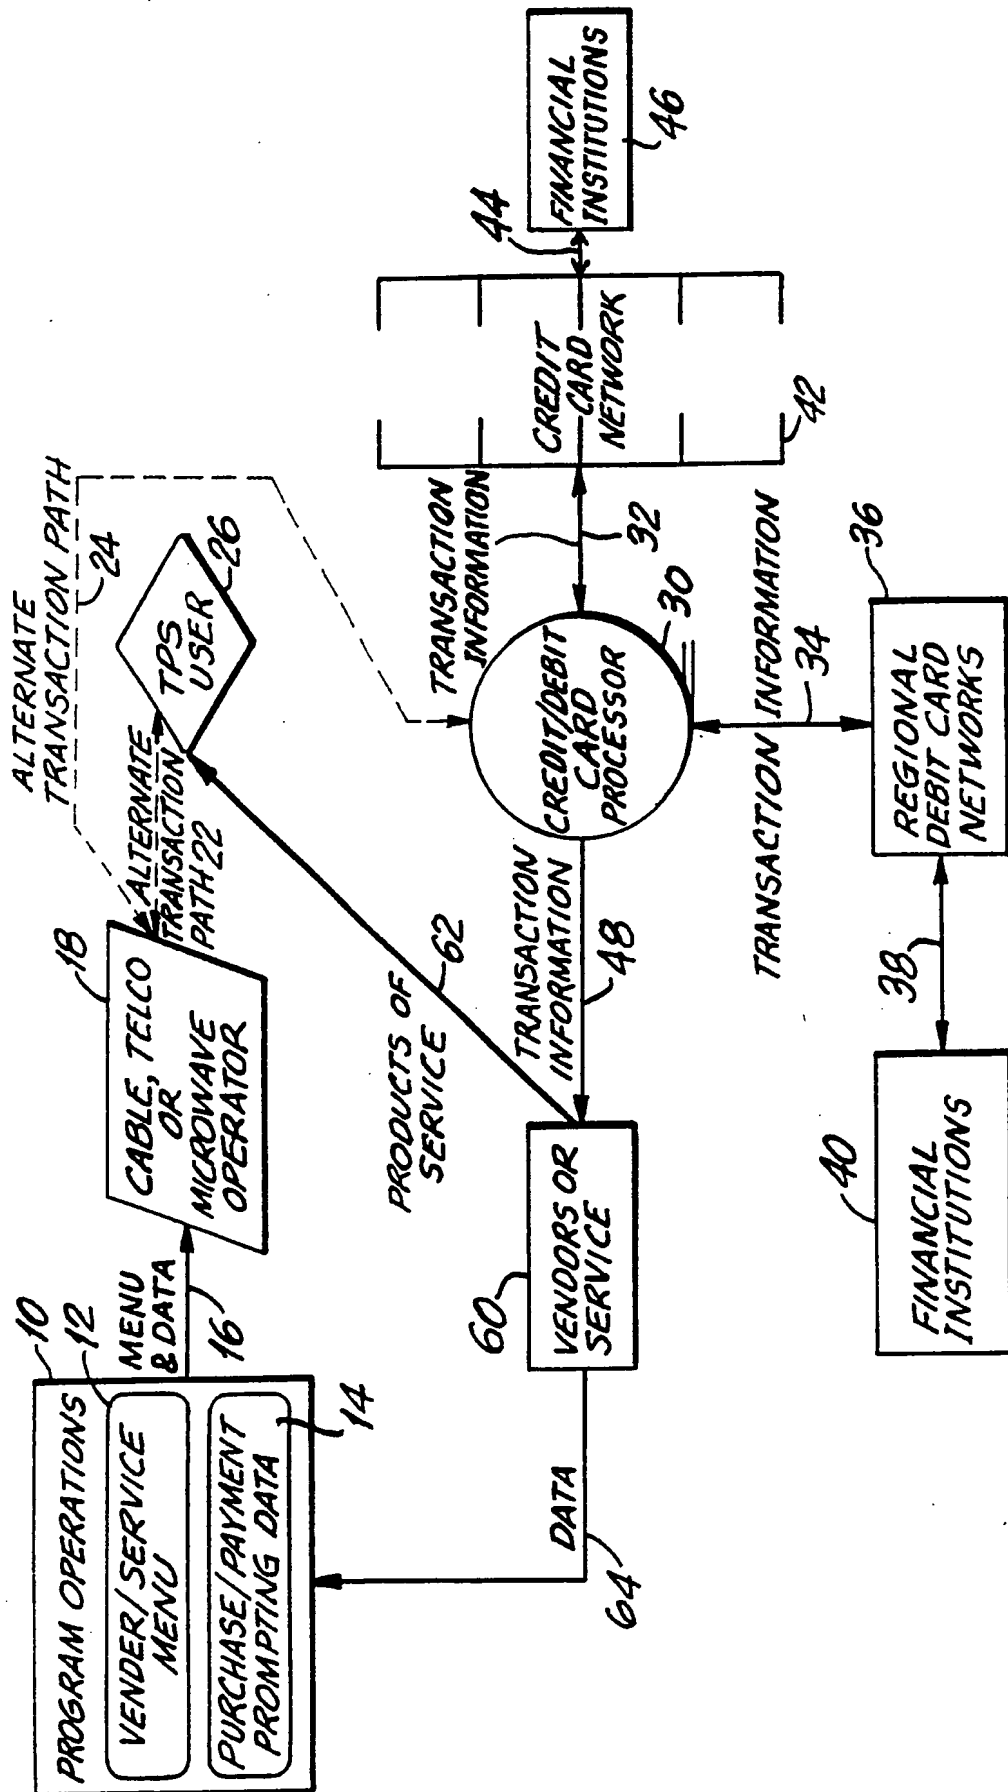 10
PROGRAM OPERATIONS
12
VENDER/SERVICE
MENU
PURCHASE/PAYMENT
PROMPTING DATA
14
MENU
& DATA
16
18
CABLE, TELCO
OR
MICROWAVE
OPERATOR
ALTERNATE
TRANSACTION
PATH 22
ALTERNATE
TRANSACTION PATH
24
TPS
USER
26
PRODUCTS OF
SERVICE
62
DATA
64
60
VENDORS OR
SERVICE
TRANSACTION
INFORMATION
48
CREDIT/DEBIT
CARD
PROCESSOR
30
TRANSACTION
INFORMATION
32
CREDIT
CARD
NETWORK
42
44
FINANCIAL
INSTITUTIONS
46
TRANSACTION INFORMATION
34
36
REGIONAL
DEBIT CARD
NETWORKS
38
40
FINANCIAL
INSTITUTIONS